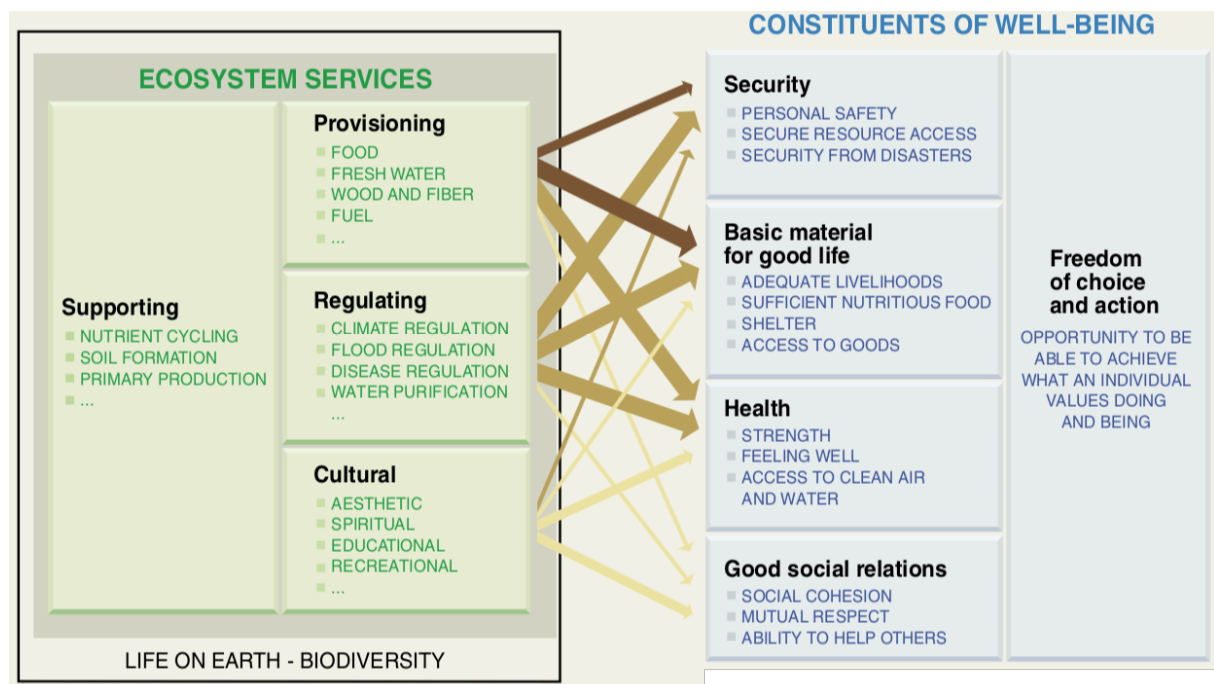 CONSTITUENTS OF WELL-BEING
ECOSYSTEM SERVICES
Supporting
NUTRIENT CYCLING
SOIL FORMATION
PRIMARY PRODUCTION
...
Provisioning
FOOD
FRESH WATER
WOOD AND FIBER
FUEL
...
Regulating
CLIMATE REGULATION
FLOOD REGULATION
DISEASE REGULATION
WATER PURIFICATION
...
Cultural
AESTHETIC
SPIRITUAL
EDUCATIONAL
RECREATIONAL
...
LIFE ON EARTH - BIODIVERSITY
Security
PERSONAL SAFETY
SECURE RESOURCE ACCESS
SECURITY FROM DISASTERS
Basic material
for good life
ADEQUATE LIVELIHOODS
SUFFICIENT NUTRITIOUS FOOD
SHELTER
ACCESS TO GOODS
Health
STRENGTH
FEELING WELL
ACCESS TO CLEAN AIR
AND WATER
Good social relations
SOCIAL COHESION
MUTUAL RESPECT
ABILITY TO HELP OTHERS
Freedom
of choice
and action
OPPORTUNITY TO BE
ABLE TO ACHIEVE
WHAT AN INDIVIDUAL
VALUES DOING
AND BEING